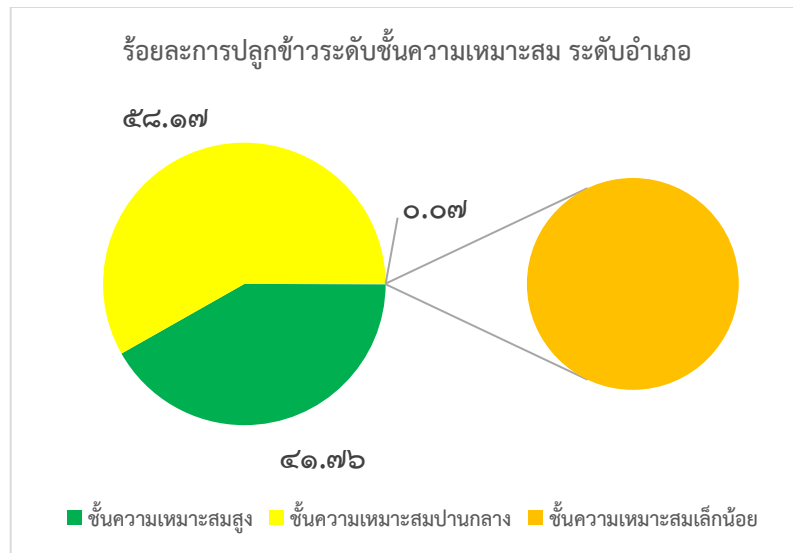 ร้อยละการปลูกข้าวระดับชั้นความเหมาะสม ระดับอำเภอ
๕๘.๑๗
๐.๐๗
๔๑.๗๖
ชั้นความเหมาะสมสูง ชั้นความเหมาะสมปานกลาง ชั้นความเหมาะสมเล็กน้อย